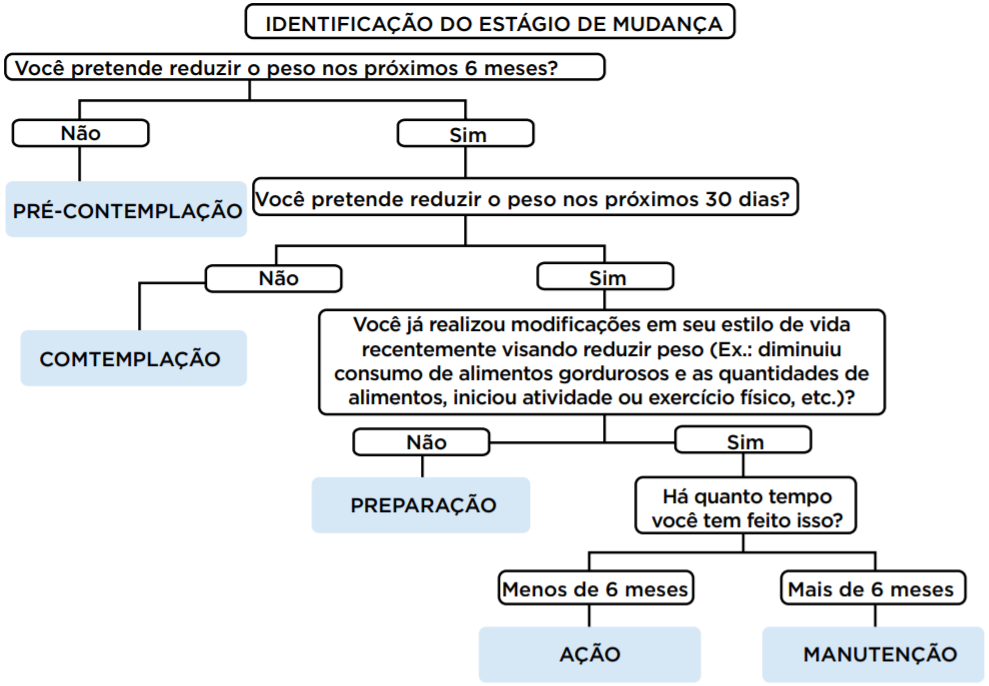 IDENTIFICAÇÃO DO ESTÁGIO DE MUDANÇA
Você pretende reduzir o peso nos próximos 6 meses?
Não
Sim
PRÉ-CONTEMPLAÇÃO
Você pretende reduzir o peso nos próximos 30 dias?
Não
Sim
COMTEMPLAÇÃO
Você já realizou modificações em seu estilo de vida
recentemente visando reduzir peso (Ex.: diminuiu
consumo de alimentos gordurosos e as quantidades de
alimentos, iniciou atividade ou exercício físico, etc.)?
Não
Sim
PREPARAÇÃO
Há quanto tempo
você tem feito isso?
Menos de 6 meses
Mais de 6 meses
AÇÃO
MANUTENÇÃO